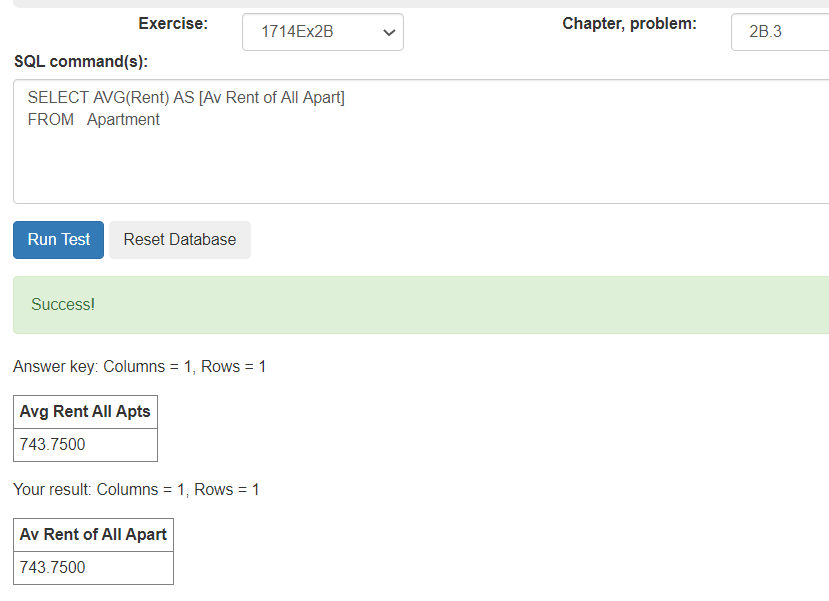 Exercise: 1714Ex2B Chapter, problem: 2B.3
SQL command(s):
SELECT AVG(Rent) AS [Av Rent of All Apart]
FROM Apartment
Run Test Reset Database
Success!
Answer key: Columns = 1, Rows = 1
Avg Rent All Apts
743.7500
Your result: Columns = 1, Rows = 1
Av Rent of All Apart
743.7500